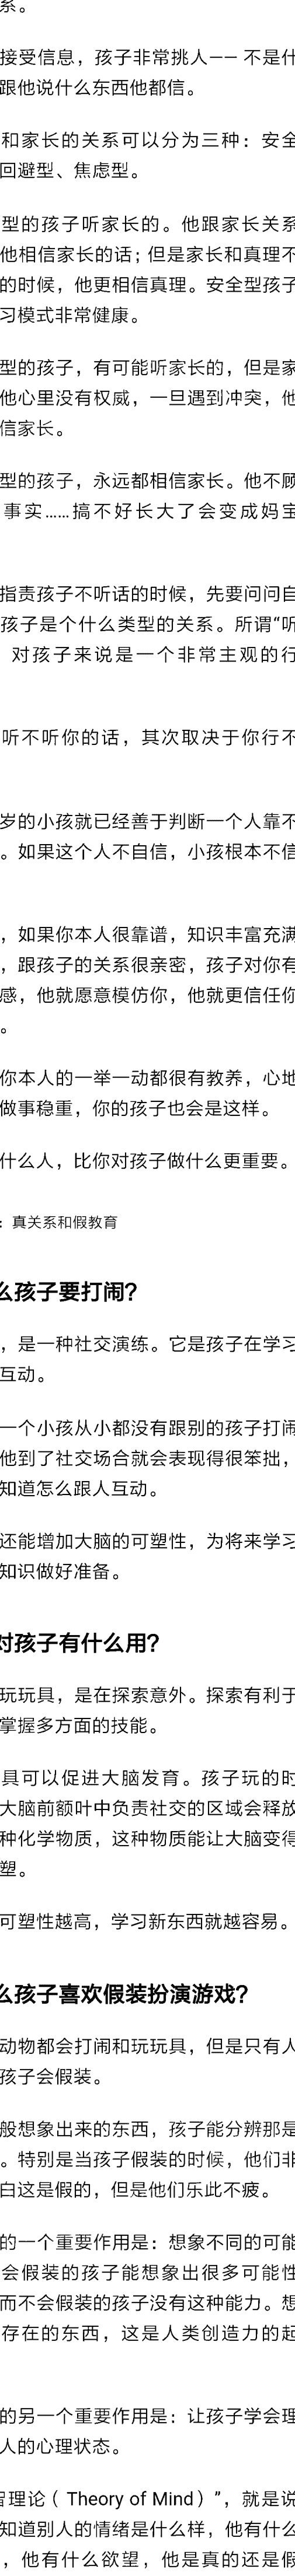 系。
接受信息，孩子非常挑人—— 不是什
跟他说什么东西他都信。
和家长的关系可以分为三种：安全
回避型、焦虑型。
型的孩子听家长的。他跟家长关系
他相信家长的话；但是家长和真理不
的时候，他更相信真理。安全型孩子
习模式非常健康。
型的孩子，有可能听家长的，但是家
他心里没有权威，一旦遇到冲突，他
信家长。
型的孩子，永远都相信家长。他不顾
事实……搞不好长大了会变成妈宝
指责孩子不听话的时候，先要问问自
孩子是个什么类型的关系。所谓“听
对孩子来说是一个非常主观的行
听不听你的话，其次取决于你行不
岁的小孩就已经善于判断一个人靠不
。如果这个人不自信，小孩根本不信
，如果你本人很靠谱，知识丰富充满
，跟孩子的关系很亲密，孩子对你有
感，他就愿意模仿你，他就更信任你
。
你本人的一举一动都很有教养，心地
做事稳重，你的孩子也会是这样。
什么人，比你对孩子做什么更重要。
：真关系和假教育
么孩子要打闹？
，是一种社交演练。它是孩子在学习
互动。
一个小孩从小都没有跟别的孩子打闹
他到了社交场合就会表现得很笨拙，
知道怎么跟人互动。
还能增加大脑的可塑性，为将来学习
知识做好准备。
对孩子有什么用？
玩玩具，是在探索意外。探索有利于
掌握多方面的技能。
具可以促进大脑发育。孩子玩的时
大脑前额叶中负责社交的区域会释放
种化学物质，这种物质能让大脑变得
塑。
可塑性越高，学习新东西就越容易。
么孩子喜欢假装扮演游戏？
动物都会打闹和玩玩具，但是只有人
孩子会假装。
般想象出来的东西，孩子能分辨那是
。特别是当孩子假装的时候，他们非
白这是假的，但是他们乐此不疲。
的一个重要作用是：想象不同的可能
会假装的孩子能想象出很多可能性
而不会假装的孩子没有这种能力。想
存在的东西，这是人类创造力的起
的另一个重要作用是：让孩子学会理
人的心理状态。
智理论（ Theory of Mind ）”，就是说
知道别人的情绪是什么样，他有什么
，他有什么欲望，他是真的还是假